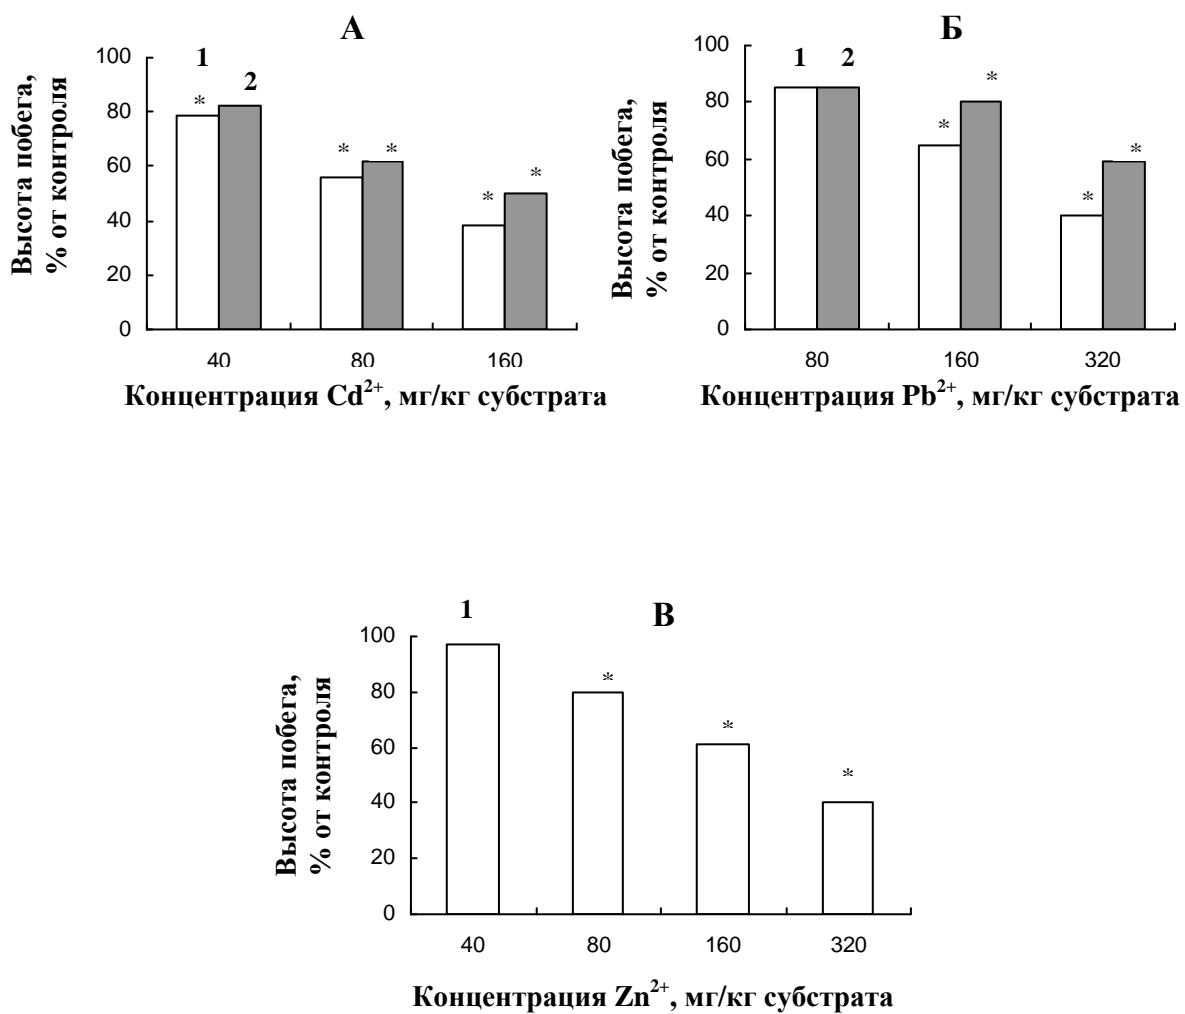 А
1
2
Высота побега,
% от контроля
100
80
60
40
20
0
*
* *
* *
40 80 160
Концентрация Cd²⁺, мг/кг субстрата
Б
1 2
Высота побега,
% от контроля
100
80
60
40
20
0
* *
* *
80 160 320
Концентрация Pb²⁺, мг/кг субстрата
В
1
Высота побега,
% от контроля
100
80
60
40
20
0
*
*
*
40 80 160 320
Концентрация Zn²⁺, мг/кг субстрата